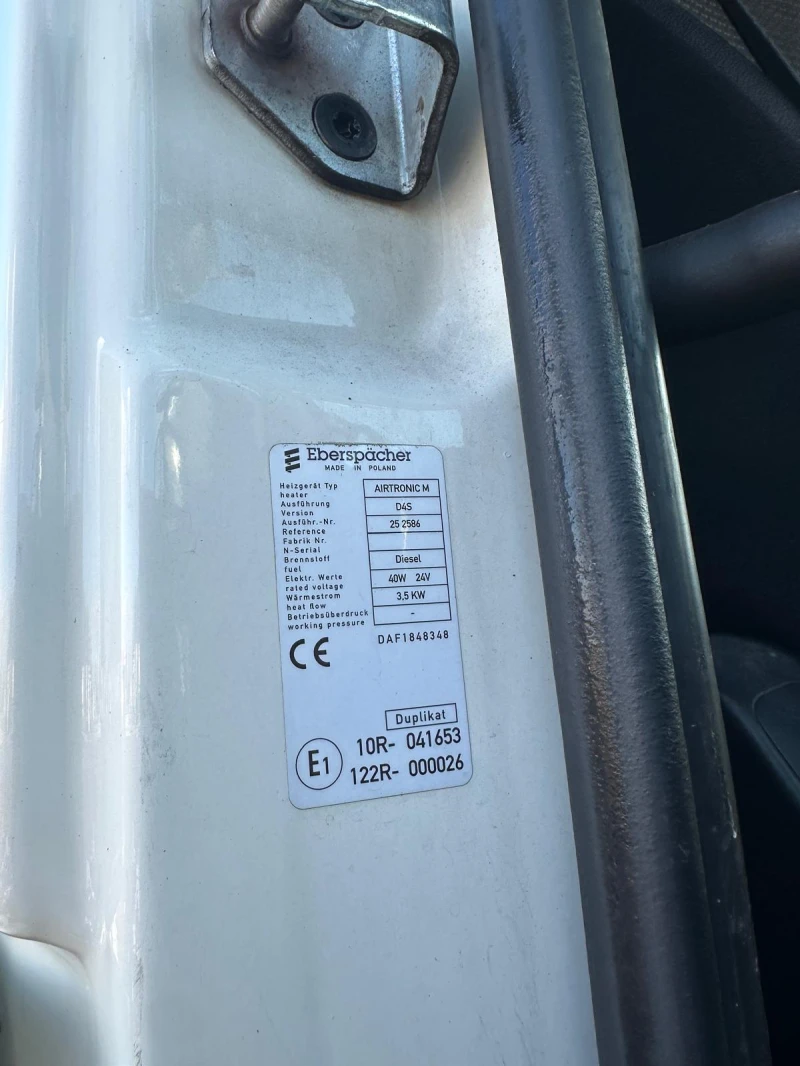 Eberspächer
MADE IN POLAND
Heizgerät Typ
heater
AIRTRONIC M
Ausführung
Version
D4S
Ausführ.-Nr.
Reference
25 2586
Fabrik Nr.
N-Serial
Brennstoff
fuel
Diesel
Elektr. Werte
rated voltage
40W 24V
Wärmestrom
heat flow
3,5 KW
Betriebsüberdruck
working pressure
-
DAF1848348
CE
Duplikat
E1
10R- 041653
122R- 000026